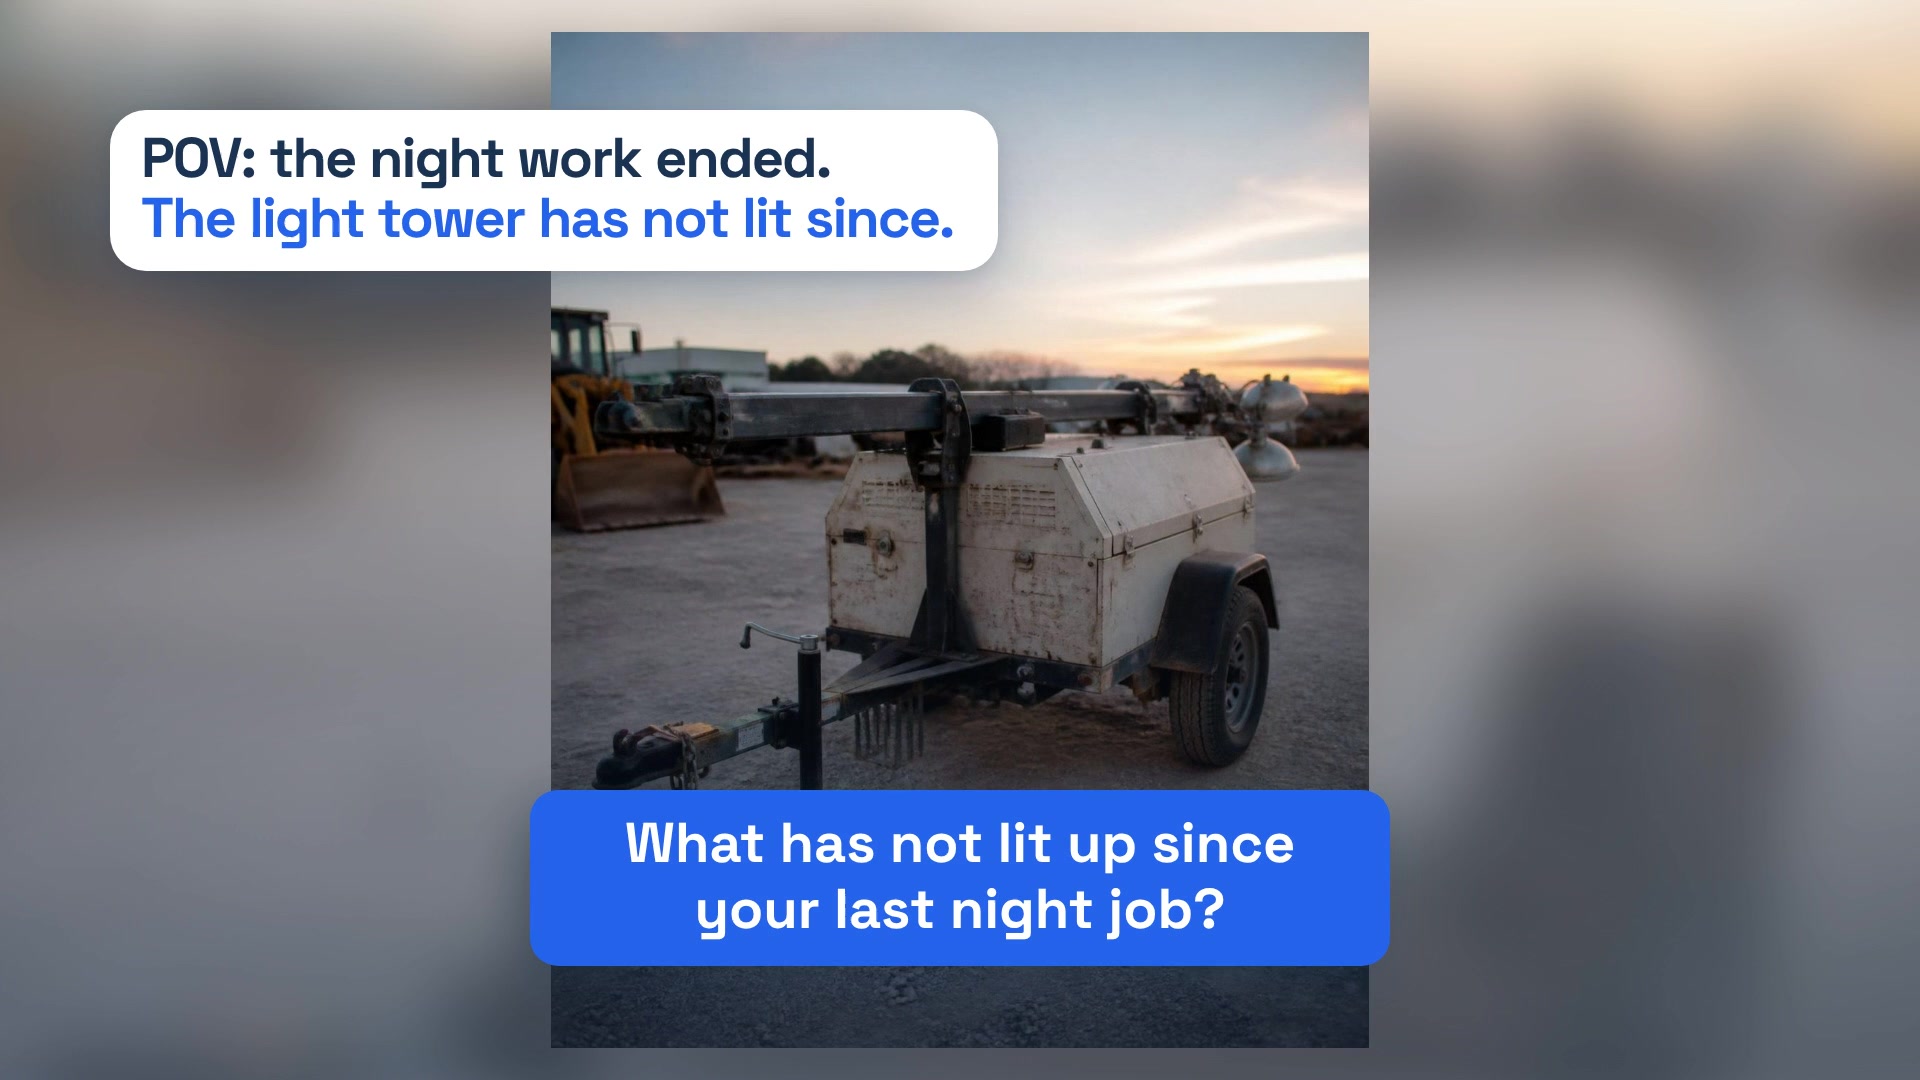 POV: the night work ended.
The light tower has not lit since.
What has not lit up since
your last night job?